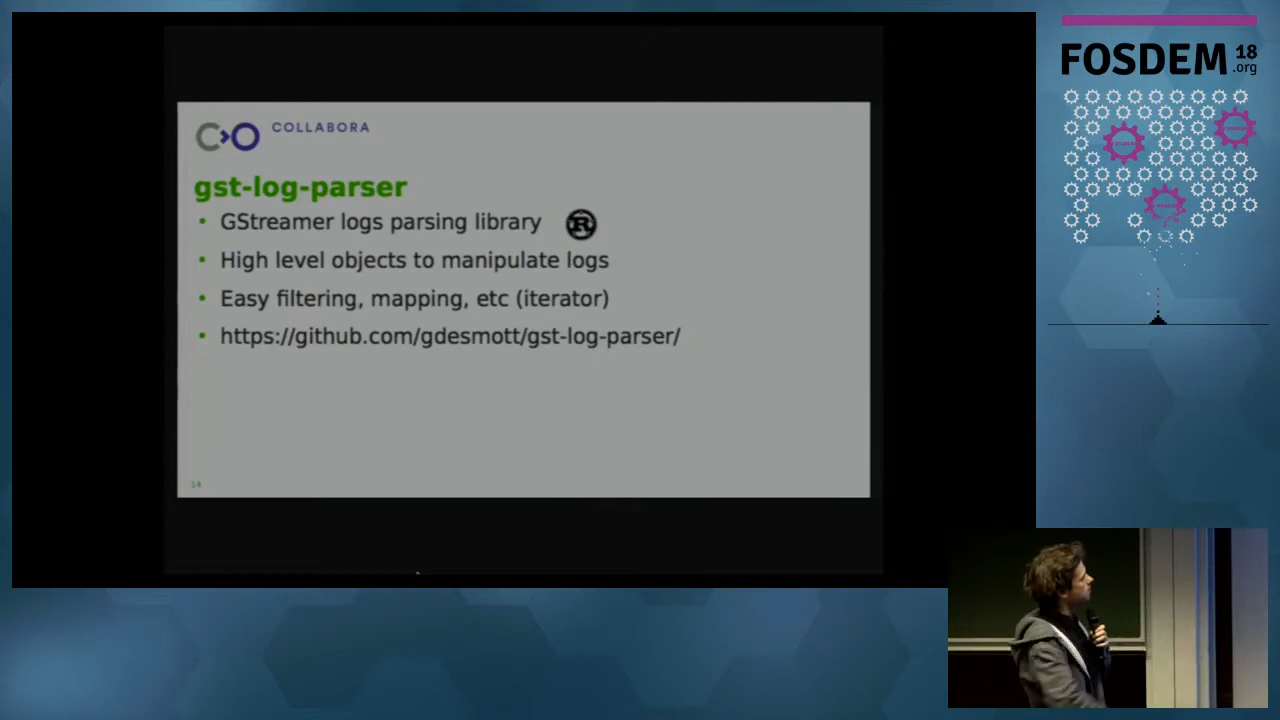 COLLABORA
gst-log-parser
• GStreamer logs parsing library
• High level objects to manipulate logs
• Easy filtering, mapping, etc (iterator)
• https://github.com/gdesmott/gst-log-parser/
14
FOSDEM 18
.org